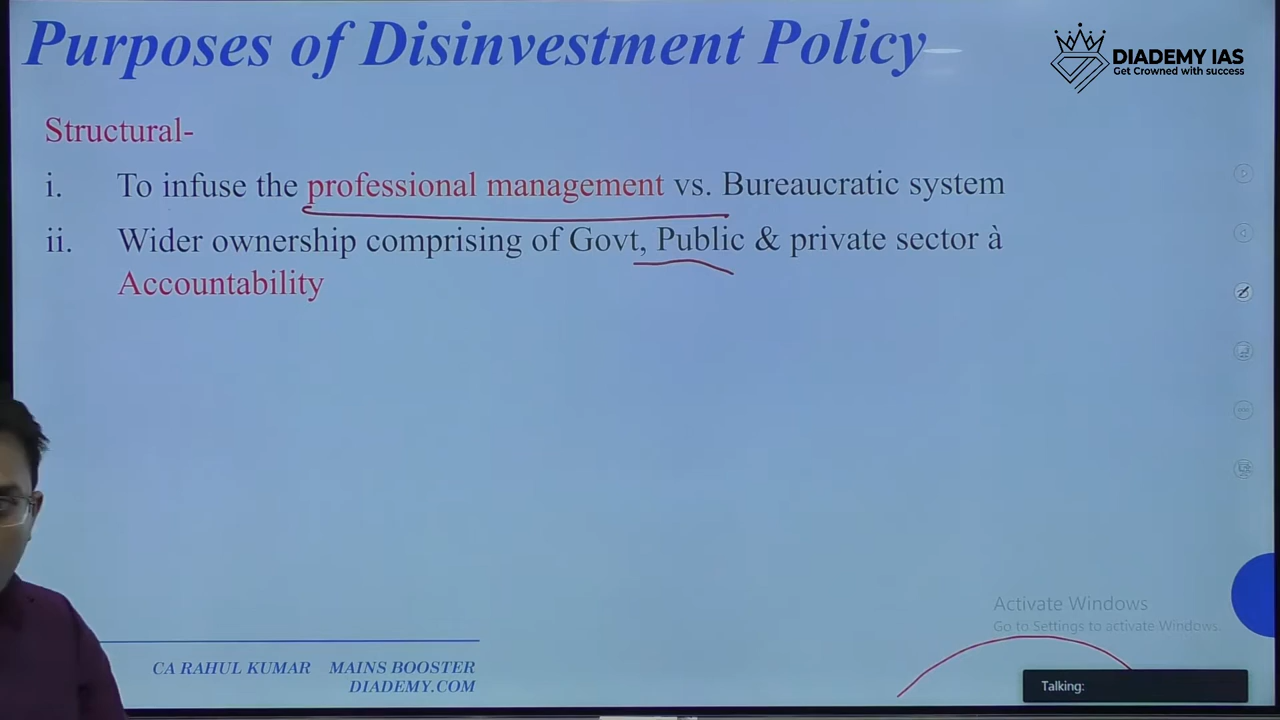 Purposes of Disinvestment Policy
DIADEMY IAS
Get Crowned with success
Structural-
i. To infuse the professional management vs. Bureaucratic system
ii. Wider ownership comprising of Govt, Public & private sector à
Accountability
Activate Windows
Go to Settings to activate Windows.
CA RAHUL KUMAR MAINS BOOSTER
DIADEMY.COM
Talking: